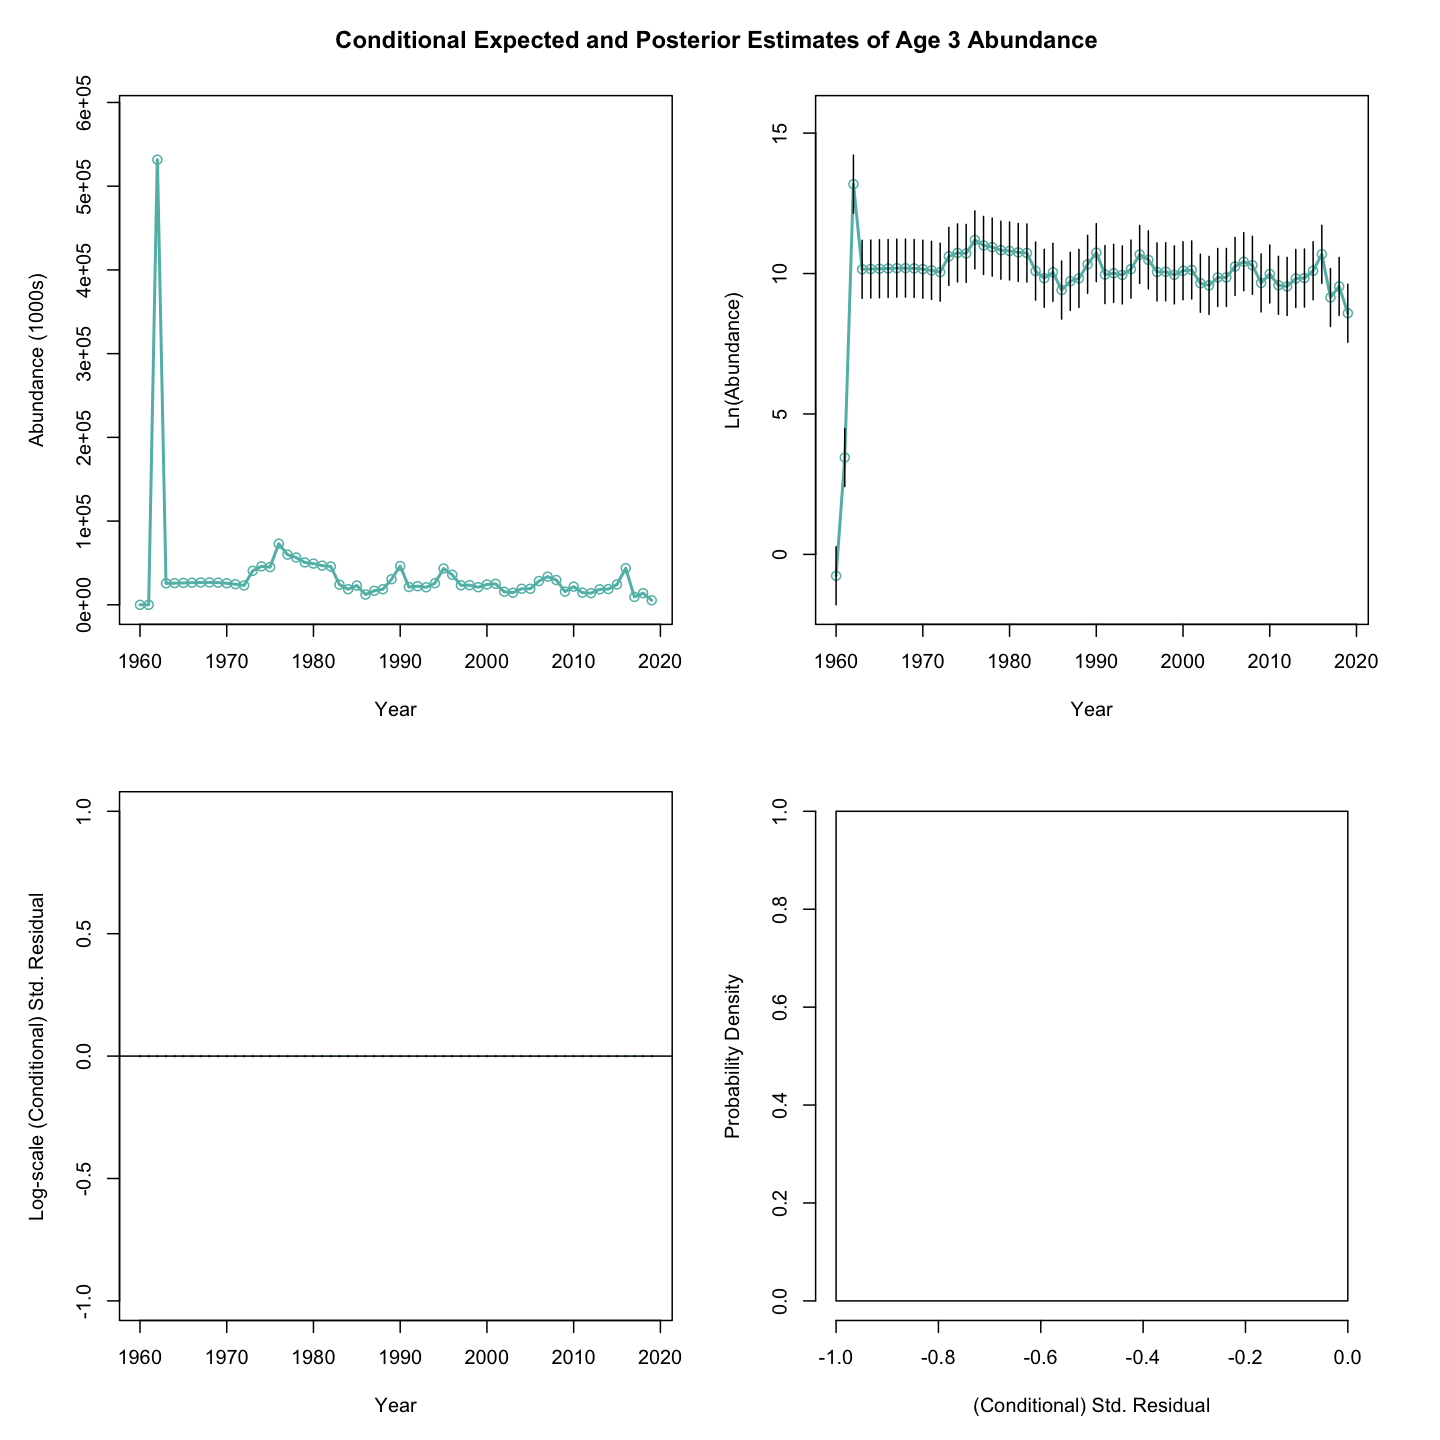 Conditional Expected and Posterior Estimates of Age 3 Abundance
Abundance (1000s)
0e+00 1e+05 2e+05 3e+05 4e+05 5e+05 6e+05
1960 1970 1980 1990 2000 2010 2020
Year
Ln(Abundance)
0 5 10 15
1960 1970 1980 1990 2000 2010 2020
Year
Log-scale (Conditional) Std. Residual
-1.0 -0.5 0.0 0.5 1.0
1960 1970 1980 1990 2000 2010 2020
Year
Probability Density
0.0 0.2 0.4 0.6 0.8 1.0
-1.0 -0.8 -0.6 -0.4 -0.2 0.0
(Conditional) Std. Residual